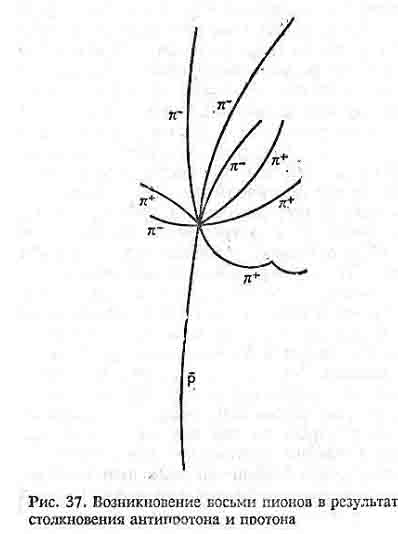 π⁻
π⁻
π⁻
π⁺
π⁺
π⁺
π⁻
π⁺
p̄
Рис. 37. Возникновение восьми пионов в результат
столкновения антипротона и протона